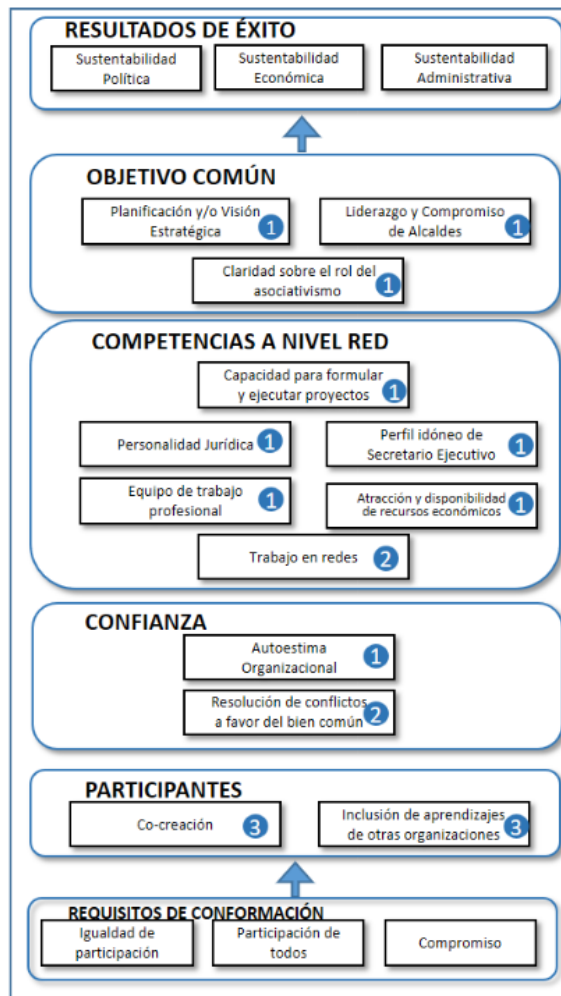 RESULTADOS DE ÉXITO
Sustentabilidad
Política
Sustentabilidad
Económica
Sustentabilidad
Administrativa
OBJETIVO COMÚN
Planificación y/o Visión
Estratégica
1
Liderazgo y Compromiso
de Alcaldes
1
Claridad sobre el rol del
asociativismo
1
COMPETENCIAS A NIVEL RED
Capacidad para formular
y ejecutar proyectos
1
Personalidad Jurídica
1
Perfil idóneo de
Secretario Ejecutivo
1
Equipo de trabajo
profesional
1
Atracción y disponibilidad
de recursos económicos
1
Trabajo en redes
2
CONFIANZA
Autoestima
Organizacional
1
Resolución de conflictos
a favor del bien común
2
PARTICIPANTES
Co-creación
3
Inclusión de aprendizajes
de otras organizaciones
3
REQUISITOS DE CONFORMACIÓN
Igualdad de
participación
Participación de
todos
Compromiso